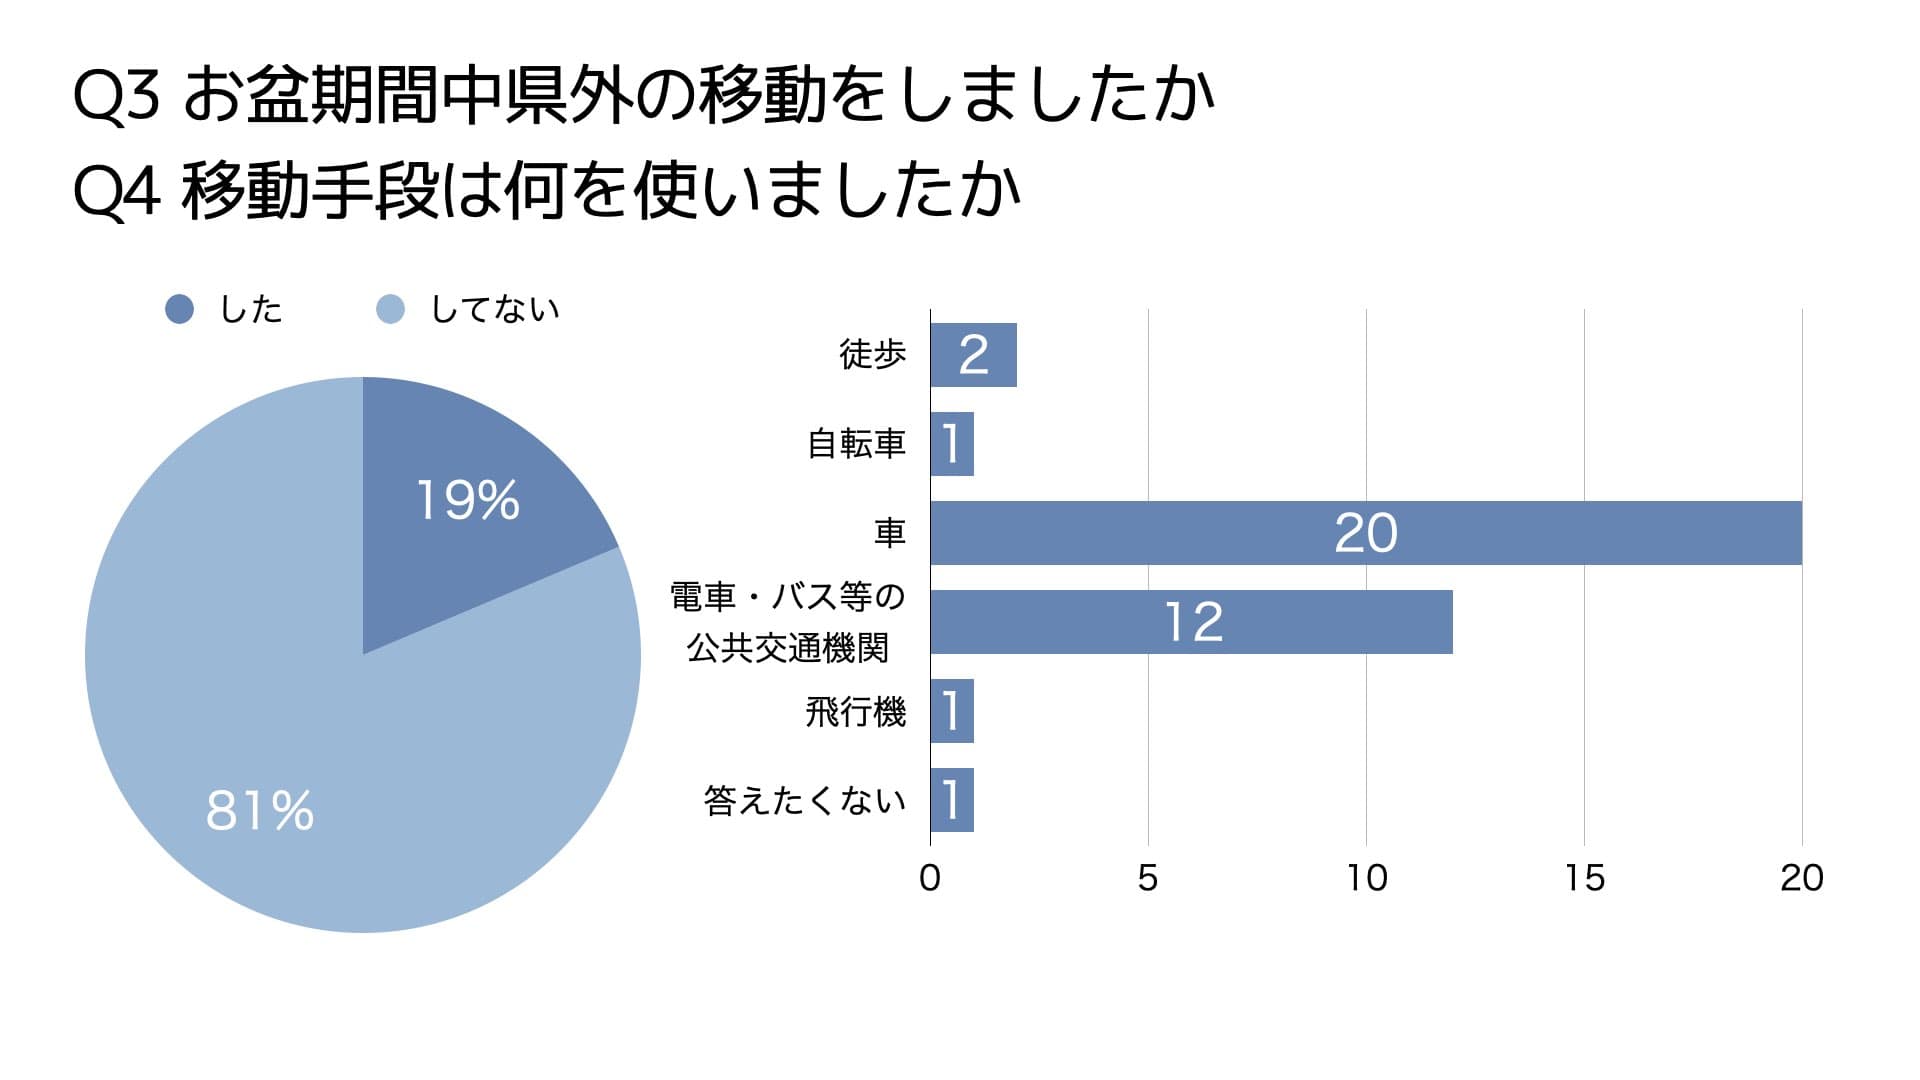 Q3 お盆期間中県外の移動をしましたか
Q4 移動手段は何を使いましたか
した
してない
19%
81%
徒歩
2
自転車
1
車
20
電車・バス等の
公共交通機関
12
飛行機
1
答えたくない
1
0
5
10
15
20